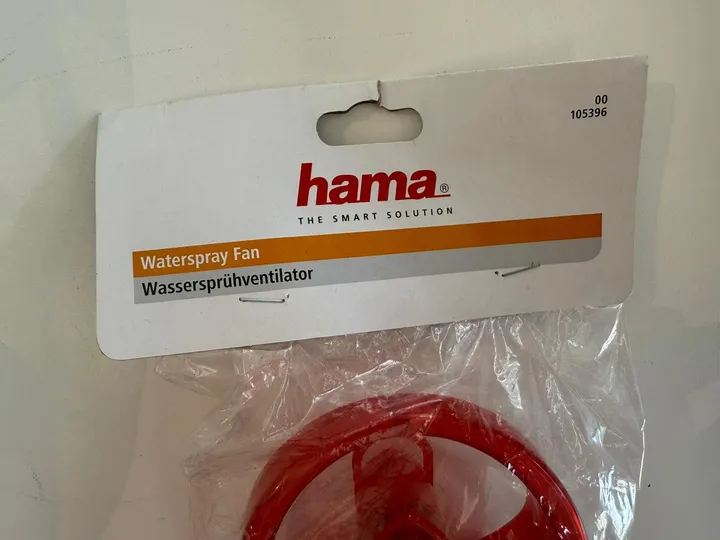 00
105396
hama®
THE SMART SOLUTION
Waterspray Fan
Wassersprühventilator